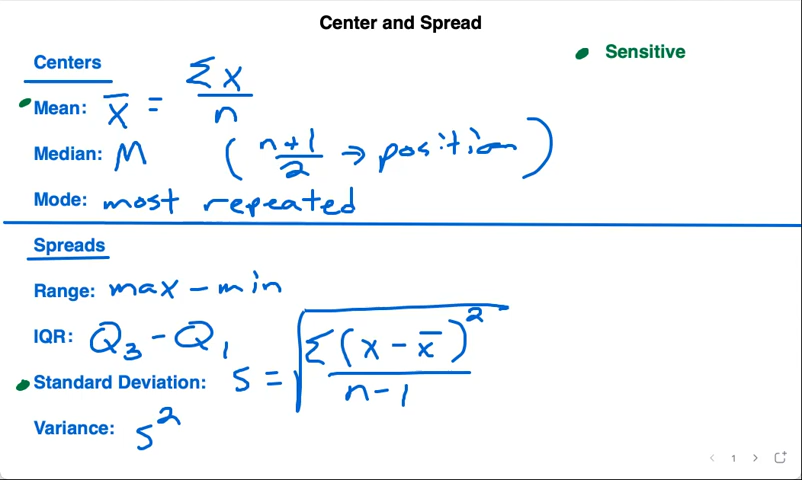 Center and Spread
Sensitive
Centers
Mean: x̄ = Σx / n
Median: M ( n+1 / 2 → position )
Mode: most repeated
Spreads
Range: max - min
IQR: Q₃ - Q₁
Standard Deviation: s = √( Σ(x - x̄)² / n-1 )
Variance: s²
1